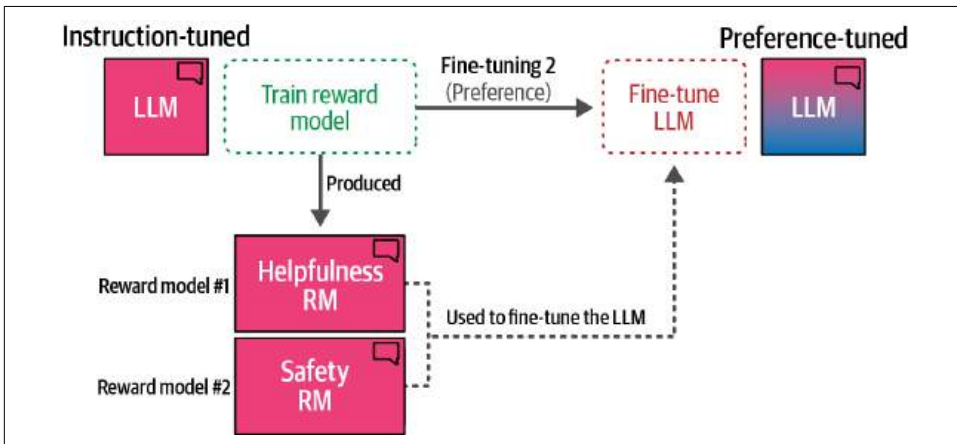 Instruction-tuned
Preference-tuned
LLM
Train reward
model
Fine-tuning 2
(Preference)
Fine-tune
LLM
LLM
Produced
Reward model #1
Helpfulness
RM
Used to fine-tune the LLM
Reward model #2
Safety
RM